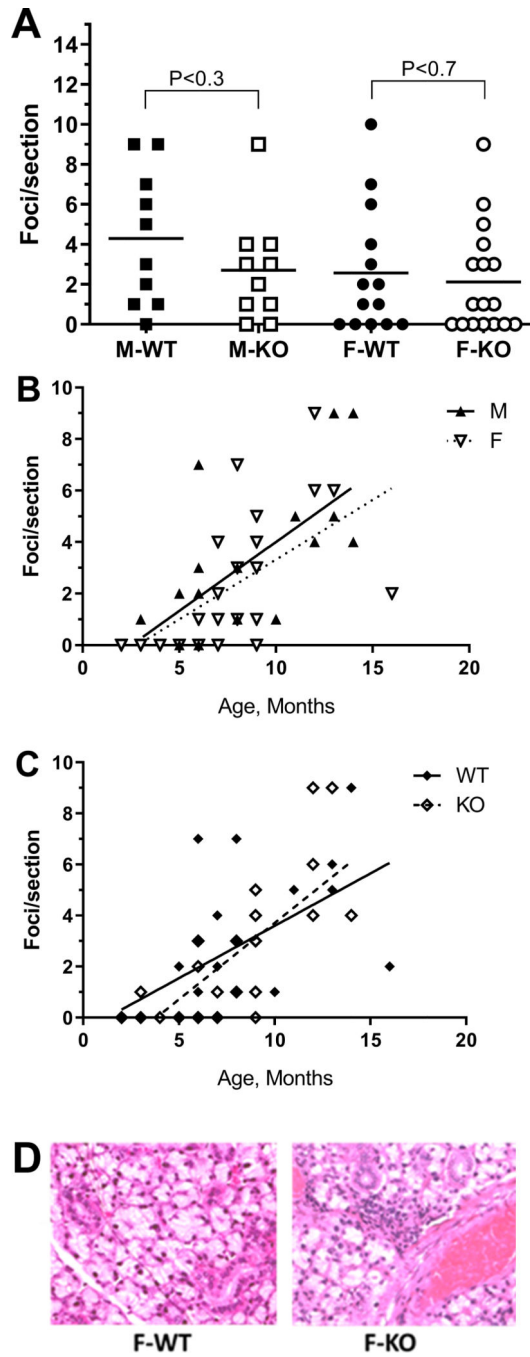 A
Foci/section
14
12
10
8
6
4
2
0
P<0.3
P<0.7
M-WT M-KO F-WT F-KO
B
Foci/section
10
8
6
4
2
0
0 5 10 15 20
Age, Months
M
F
C
Foci/section
10
8
6
4
2
0
0 5 10 15 20
Age, Months
WT
KO
D
F-WT F-KO